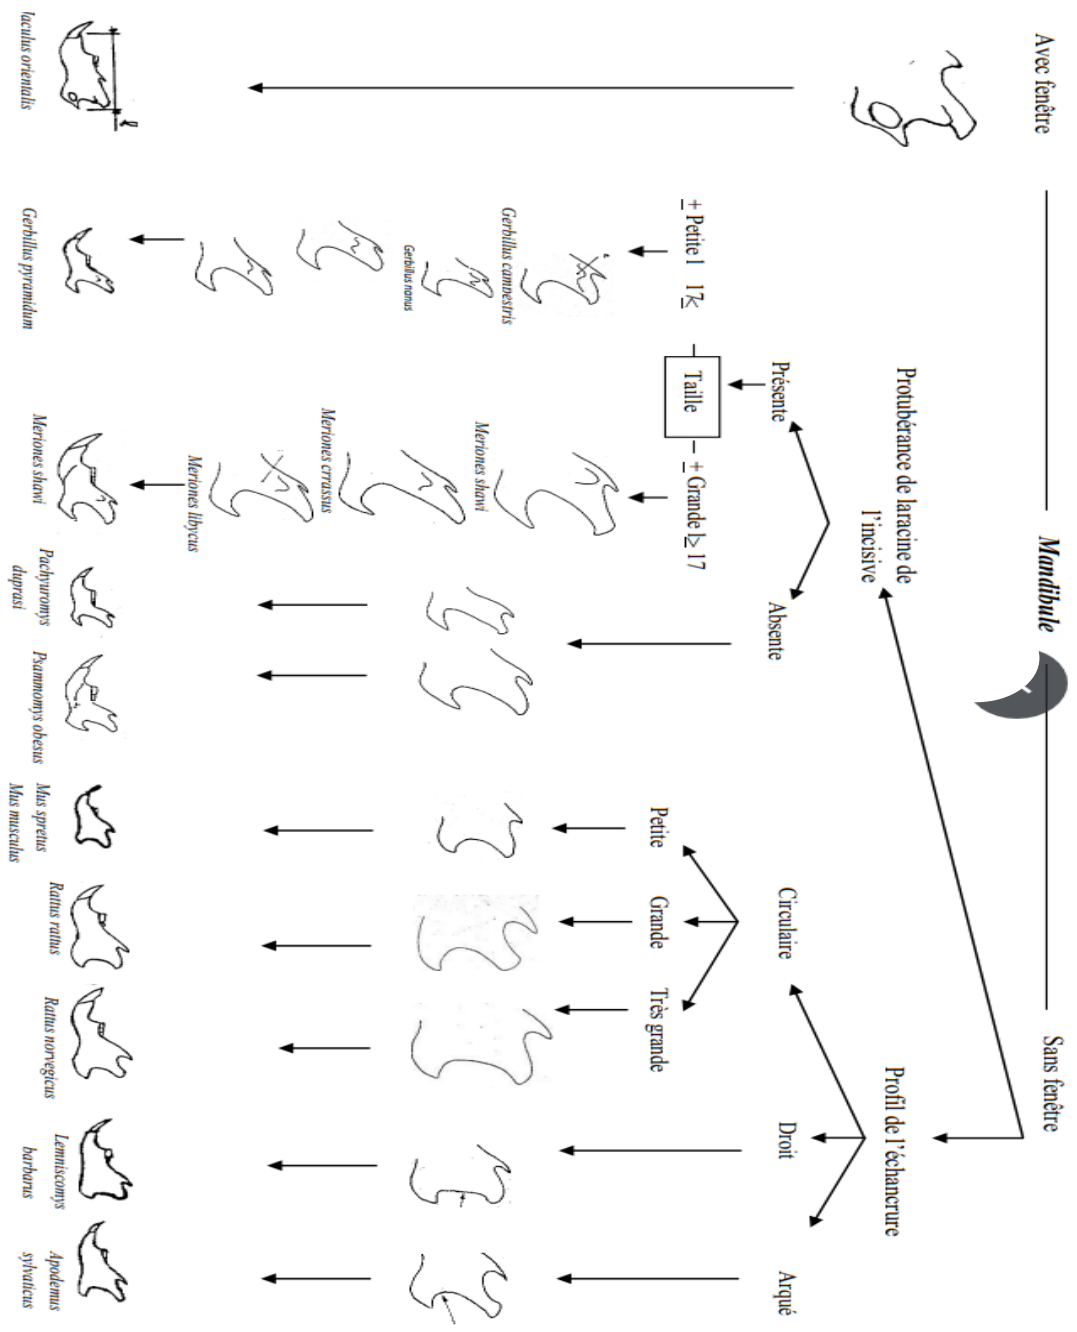 Mandibule
Avec fenêtre
Sans fenêtre
Protubérance de laracine de
l'incisive
Profil de l'échancrure
Présente
Absente
Circulaire
Droit
Arqué
+ Petite l 17<
Taille
+ Grande l> 17
Petite
Grande
Très grande
Gerbillus campestris
Gerbillus nanus
Meriones shawi
Meriones crrassus
Meriones libycus
l
Jaculus orientalis
Gerbillus pyramidum
Meriones shawi
Pachyuromys
duprasi
Psammomys obesus
Mus spretus
Mus musculus
Rattus rattus
Rattus norvegicus
Lemniscomys
barbarus
Apodemus
sylvaticus